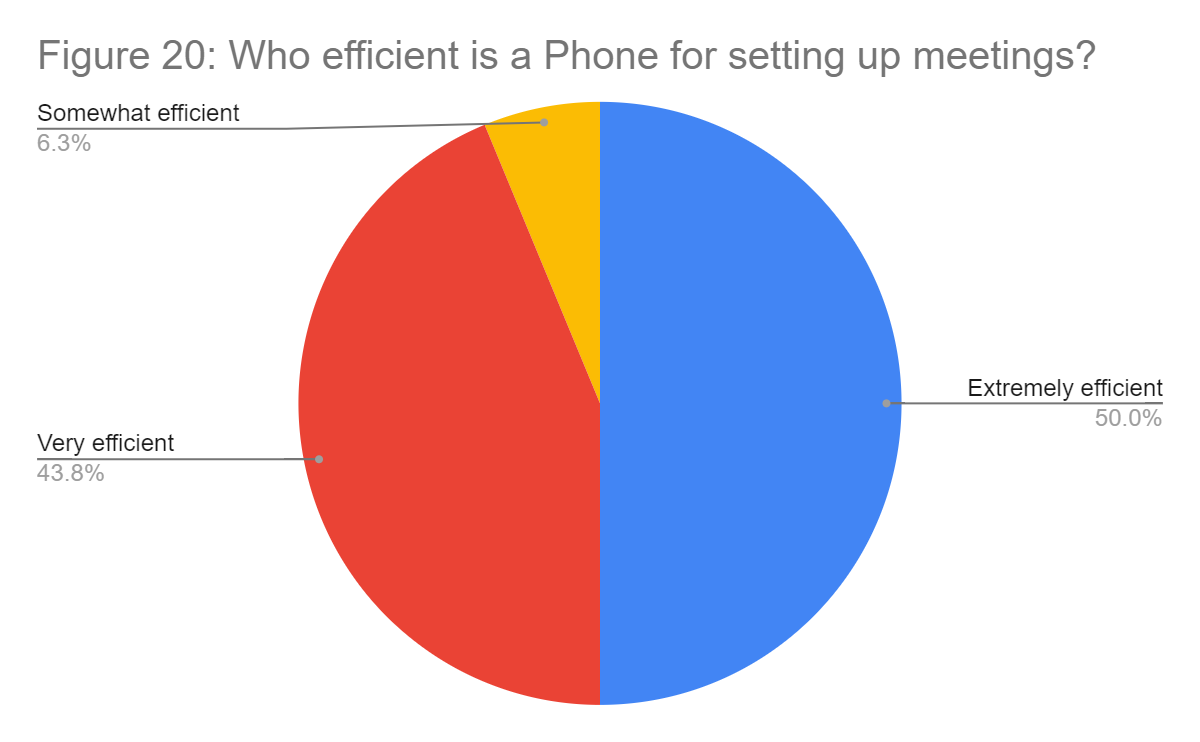 Figure 20: Who efficient is a Phone for setting up meetings?
Somewhat efficient
6.3%
Extremely efficient
50.0%
Very efficient
43.8%